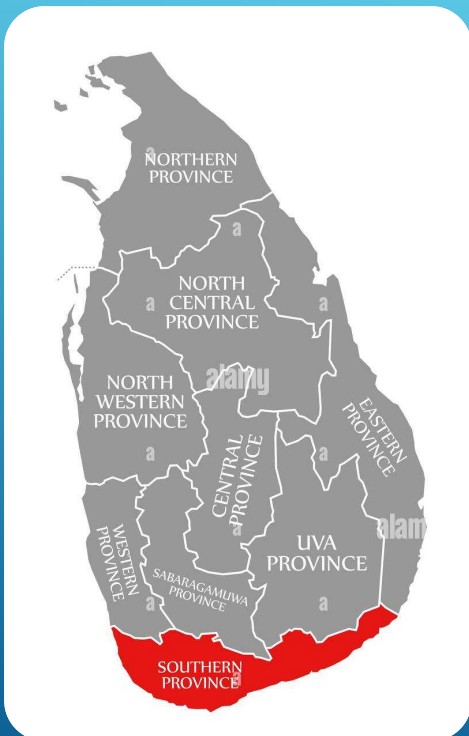 NORTHERN
PROVINCE
NORTH
CENTRAL
PROVINCE
alamy
NORTH
WESTERN
PROVINCE
EASTERN
PROVINCE
CENTRAL
PROVINCE
alam
UVA
PROVINCE
WESTERN
PROVINCE
SABARAGAMUWA
PROVINCE
SOUTHERN
PROVINCE
a
a
a
a
a
a
a
a
a
a